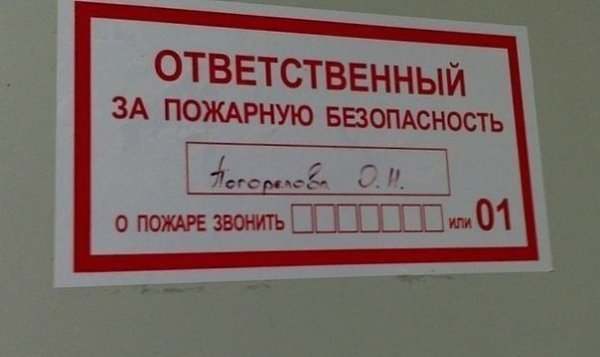 ОТВЕТСТВЕННЫЙ
ЗА ПОЖАРНУЮ БЕЗОПАСНОСТЬ
Погорелова О.Н.
О ПОЖАРЕ ЗВОНИТЬ или 01